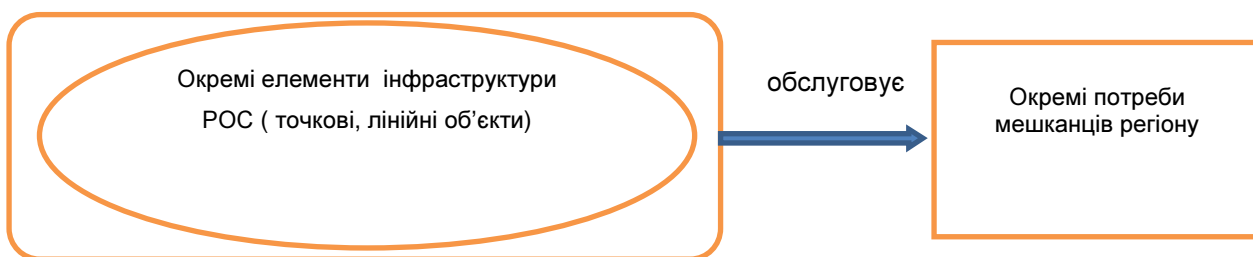 Окремі елементи інфраструктури
РОС ( точкові, лінійні об’єкти)
обслуговує
Окремі потреби
мешканців регіону